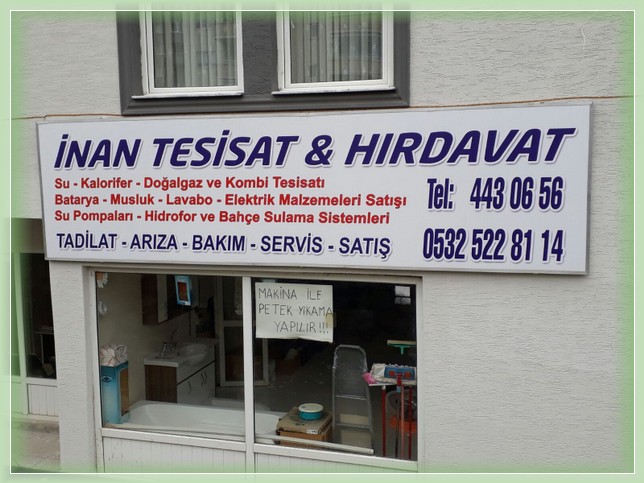 İNAN TESİSAT & HIRDAVAT
Su - Kalorifer - Doğalgaz ve Kombi Tesisatı
Batarya - Musluk - Lavabo - Elektrik Malzemeleri Satışı
Su Pompaları - Hidrofor ve Bahçe Sulama Sistemleri
TADİLAT - ARIZA - BAKIM - SERVİS - SATIŞ
Tel: 443 06 56
0532 522 81 14
MAKİNA İLE
PETEK YIKAMA
YAPILIR!!!